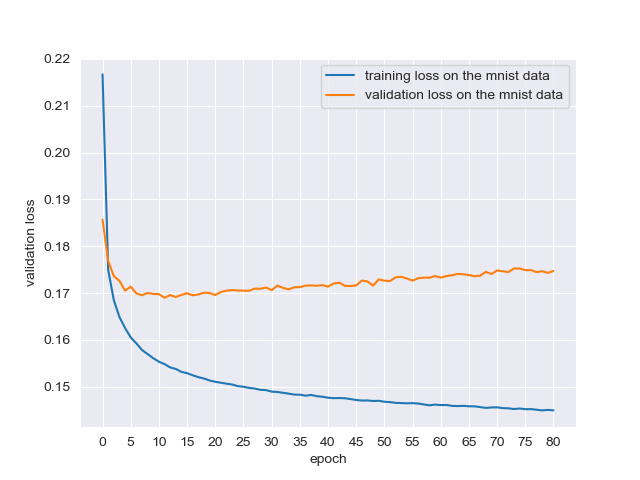 0.22
0.21
0.20
0.19
0.18
0.17
0.16
0.15
validation loss
training loss on the mnist data
validation loss on the mnist data
0 5 10 15 20 25 30 35 40 45 50 55 60 65 70 75 80
epoch